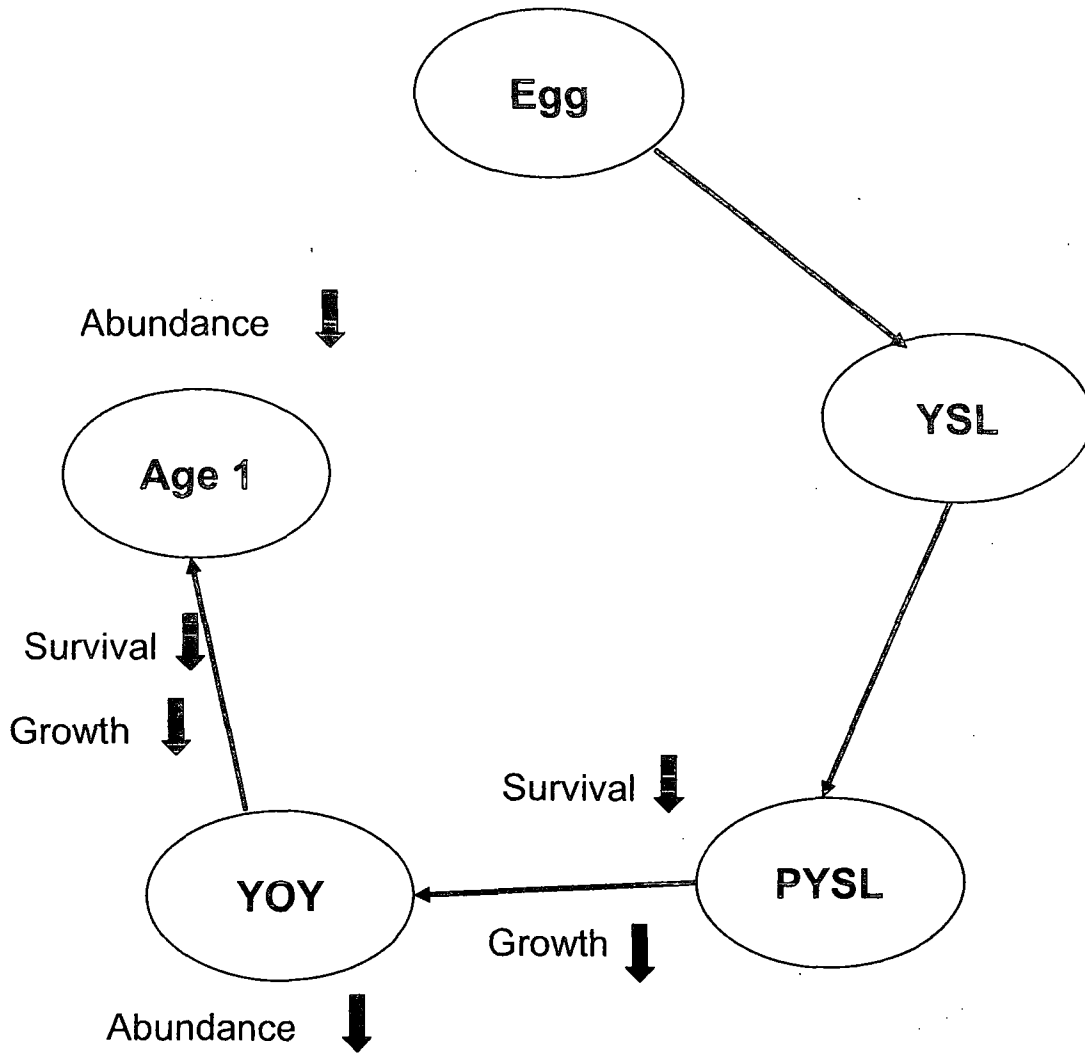 Egg
Abundance
YSL
Age 1
Survival
Growth
Survival
PYSL
YOY
Growth
Abundance